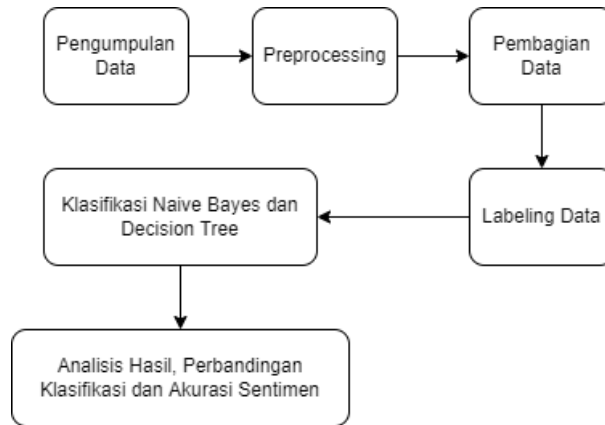 Pengumpulan
Data
Preprocessing
Pembagian
Data
Labeling Data
Klasifikasi Naive Bayes dan
Decision Tree
Analisis Hasil, Perbandingan
Klasifikasi dan Akurasi Sentimen